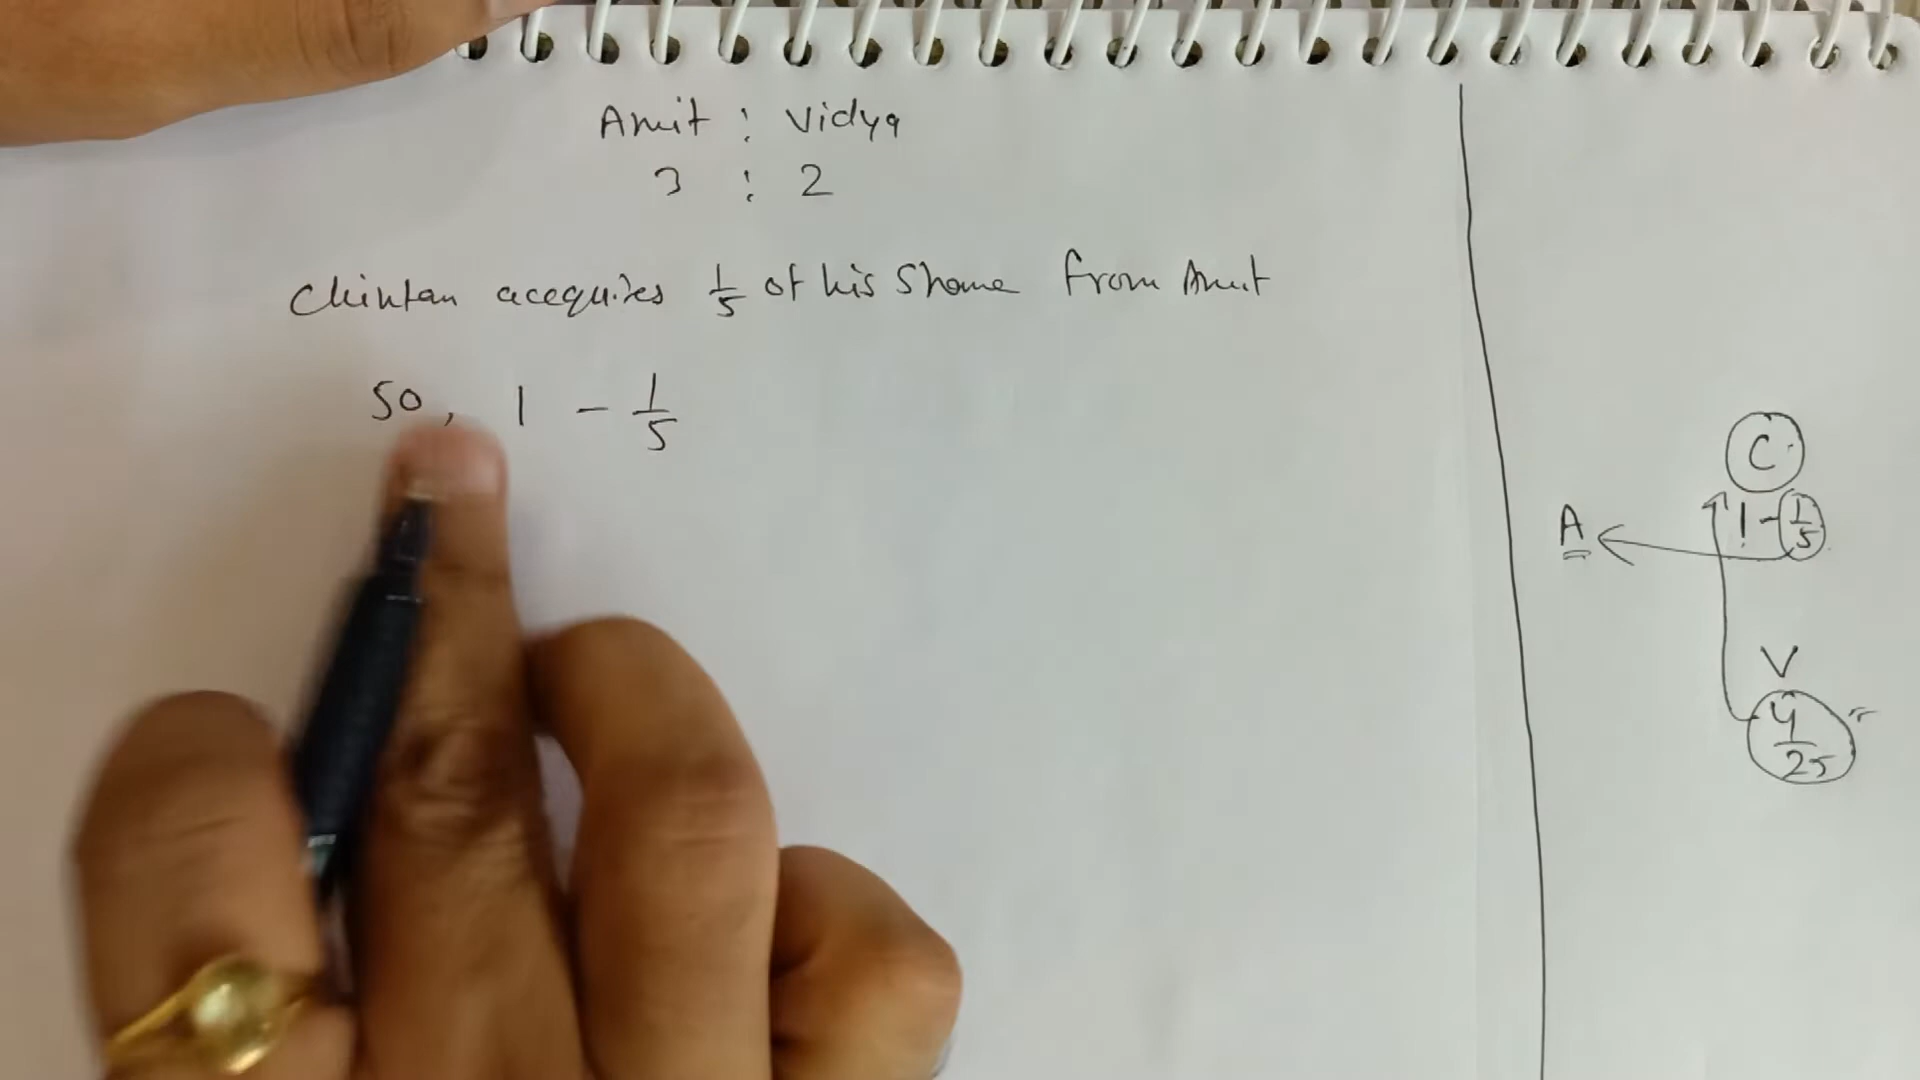 Amit : Vidya
3 : 2
Chintan acequires 1/5 of his Share from Amit
So, 1 - 1/5
C
A
1 - 1/5
V
4/25